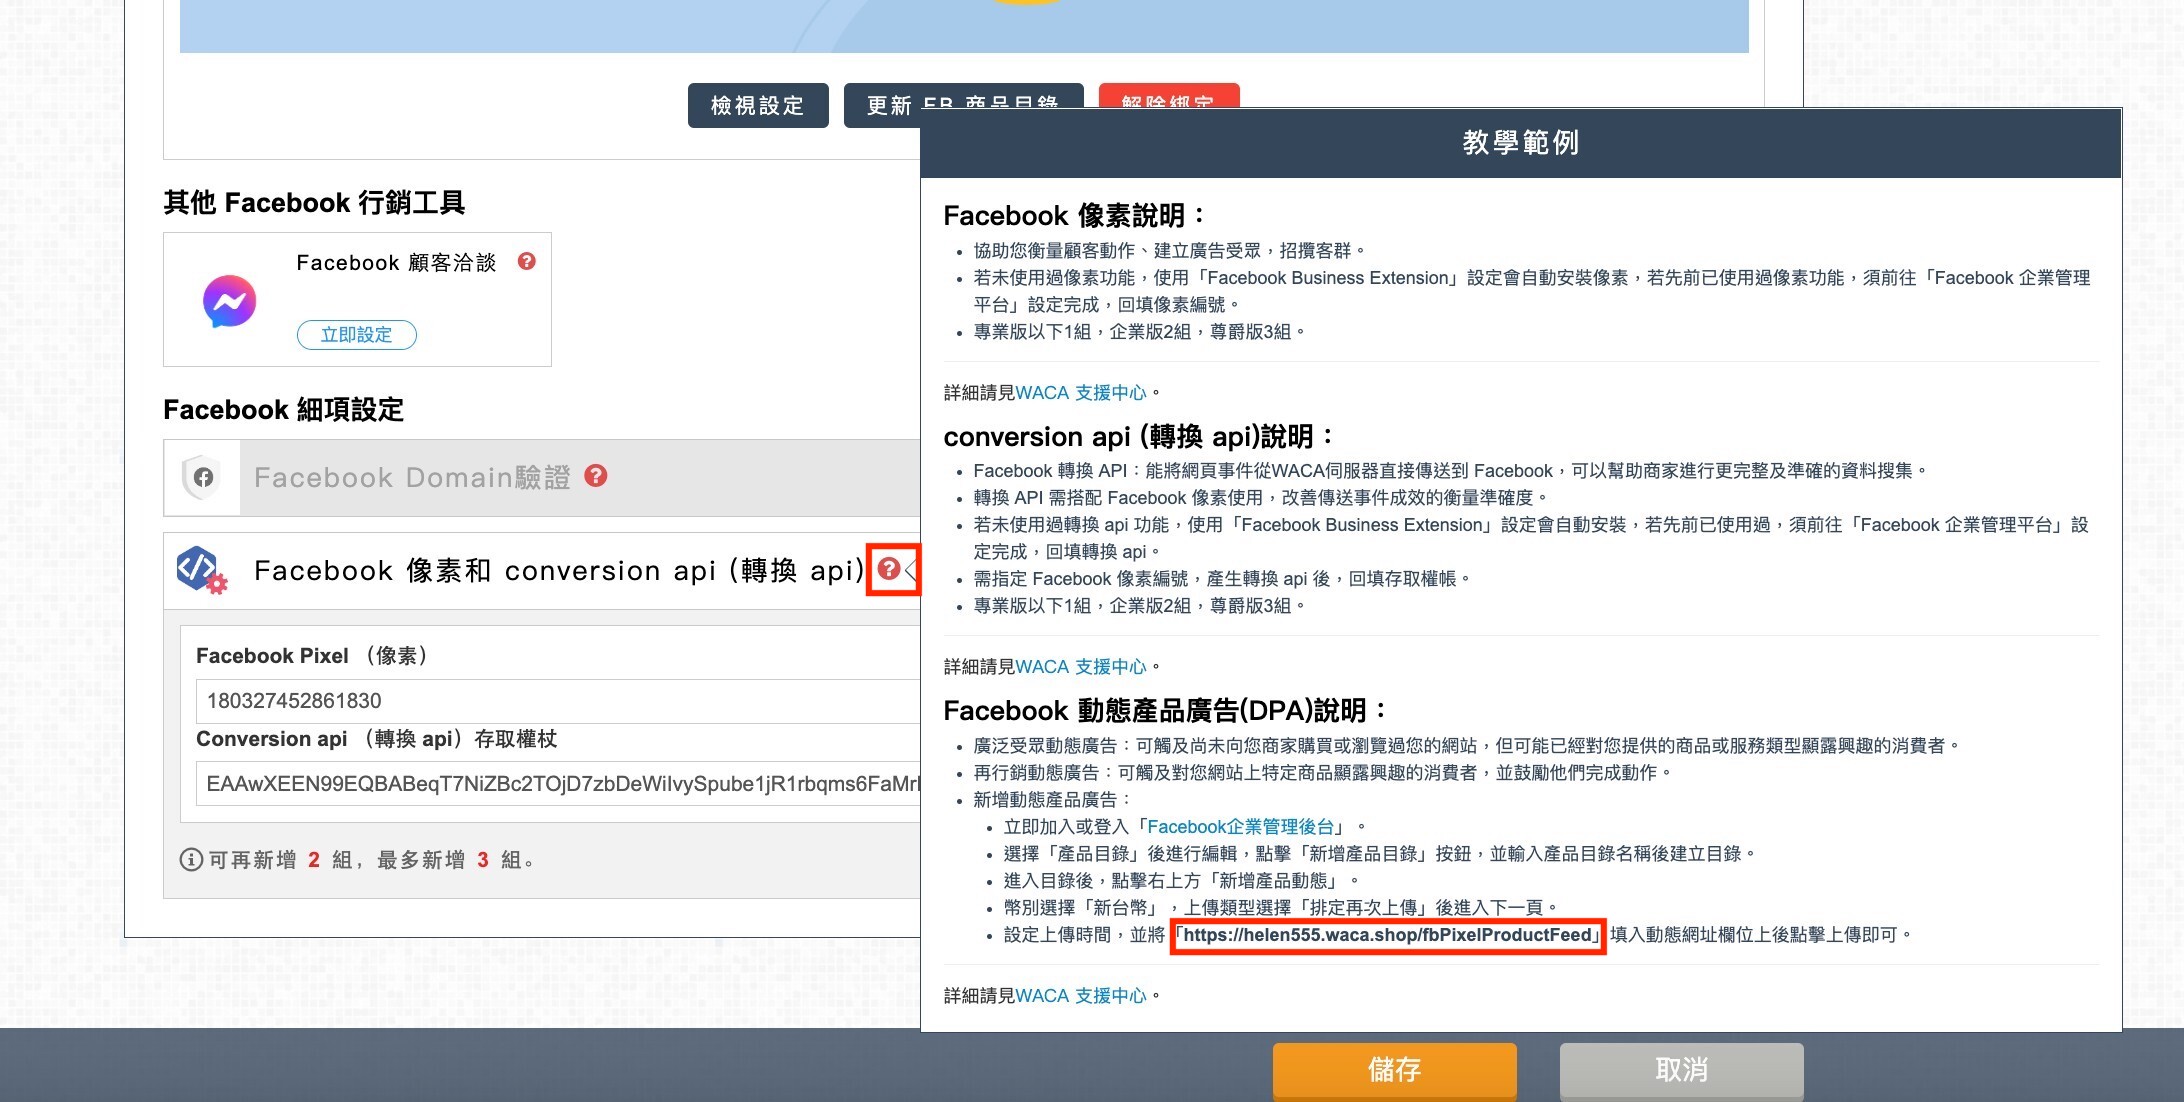 檢視設定
更新 FB 商品目錄
解除綁定
其他 Facebook 行銷工具
Facebook 顧客洽談
立即設定
Facebook 細項設定
Facebook Domain驗證
Facebook 像素和 conversion api (轉換 api)
Facebook Pixel （像素）
180327452861830
Conversion api （轉換 api）存取權杖
EAAwXEEN99EQBABeqT7NiZBc2TOjD7zbDeWiIvySpube1jR1rbqms6FaMr
可再新增 2 組，最多新增 3 組。
教學範例
Facebook 像素說明：
協助您衡量顧客動作、建立廣告受眾，招攬客群。
若未使用過像素功能，使用「Facebook Business Extension」設定會自動安裝像素，若先前已使用過像素功能，須前往「Facebook 企業管理
平台」設定完成，回填像素編號。
專業版以下1組，企業版2組，尊爵版3組。
詳細請見WACA 支援中心。
conversion api (轉換 api)說明：
Facebook 轉換 API：能將網頁事件從WACA伺服器直接傳送到 Facebook，可以幫助商家進行更完整及準確的資料搜集。
轉換 API 需搭配 Facebook 像素使用，改善傳送事件成效的衡量準確度。
若未使用過轉換 api 功能，使用「Facebook Business Extension」設定會自動安裝，若先前已使用過，須前往「Facebook 企業管理平台」設
定完成，回填轉換 api。
需指定 Facebook 像素編號，產生轉換 api 後，回填存取權帳。
專業版以下1組，企業版2組，尊爵版3組。
詳細請見WACA 支援中心。
Facebook 動態產品廣告(DPA)說明：
廣泛受眾動態廣告：可觸及尚未向您商家購買或瀏覽過您的網站，但可能已經對您提供的商品或服務類型顯露興趣的消費者。
再行銷動態廣告：可觸及對您網站上特定商品顯露興趣的消費者，並鼓勵他們完成動作。
新增動態產品廣告：
立即加入或登入「Facebook企業管理後台」。
選擇「產品目錄」後進行編輯，點擊「新增產品目錄」按鈕，並輸入產品目錄名稱後建立目錄。
進入目錄後，點擊右上方「新增產品動態」。
幣別選擇「新台幣」，上傳類型選擇「排定再次上傳」後進入下一頁。
設定上傳時間，並將「https://helen555.waca.shop/fbPixelProductFeed」填入動態網址欄位上後點擊上傳即可。
詳細請見WACA 支援中心。
儲存
取消